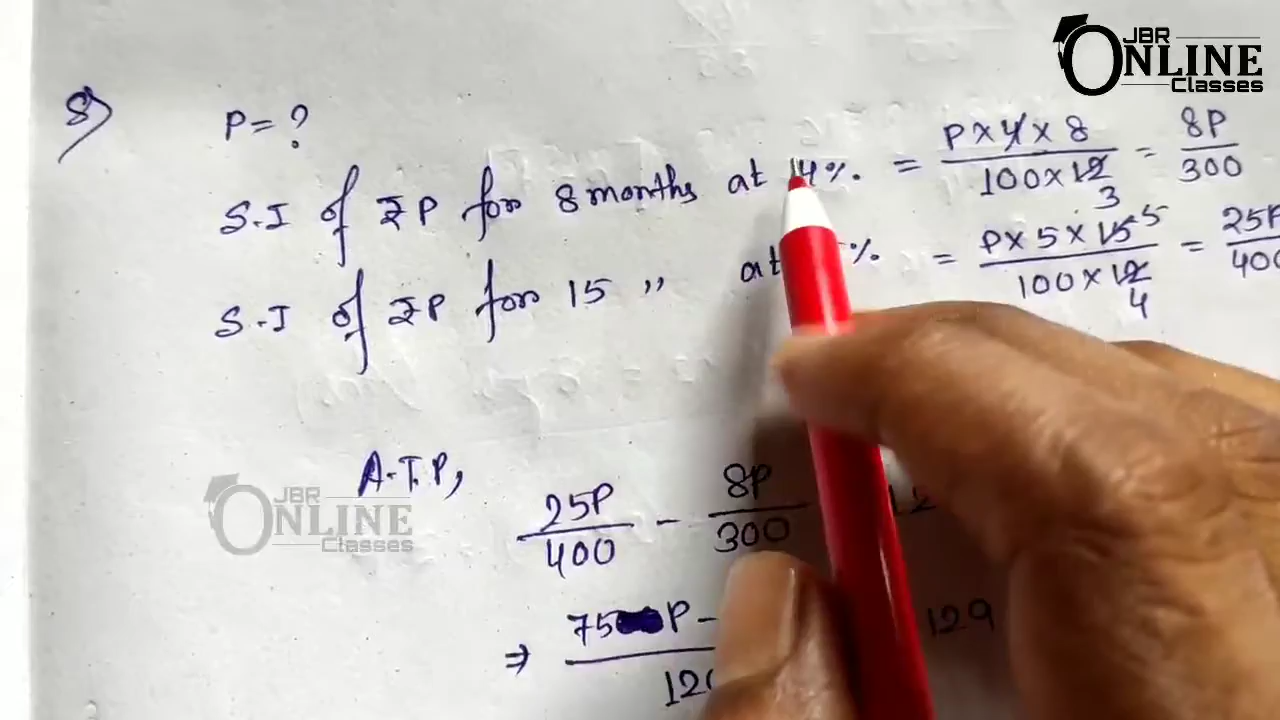 JBR
ONLINE
Classes
8)
P = ?
S.I of ₹P for 8 months at 4% = P×4×8/100×12 3 = 8P/300
S.I of ₹P for 15 " at % = P×5×15 5/100×12 4 = 25P/400
A.T.P,
25P/400 - 8P/300
⇒ 75 P - 129
JBR
ONLINE
Classes